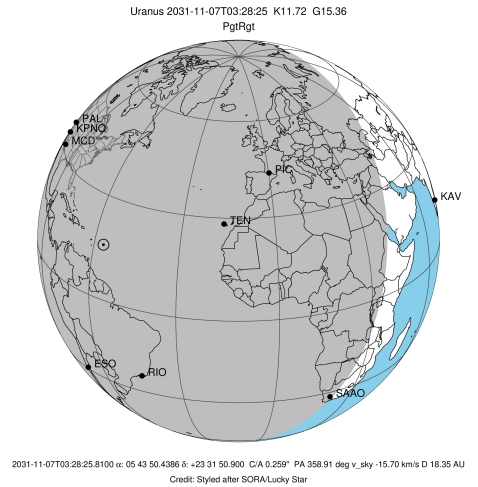 Uranus 2031-11-07T03:28:25 K11.72 G15.36
PgtRgt
PAL
KPNO
MCD
PIC
KAV
TEN
ESO
RIO
SAAO
2031-11-07T03:28:25.8100 α: 05 43 50.4386 δ: +23 31 50.900 C/A 0.259" PA 358.91 deg v_sky -15.70 km/s D 18.35 AU
Credit: Styled after SORA/Lucky Star